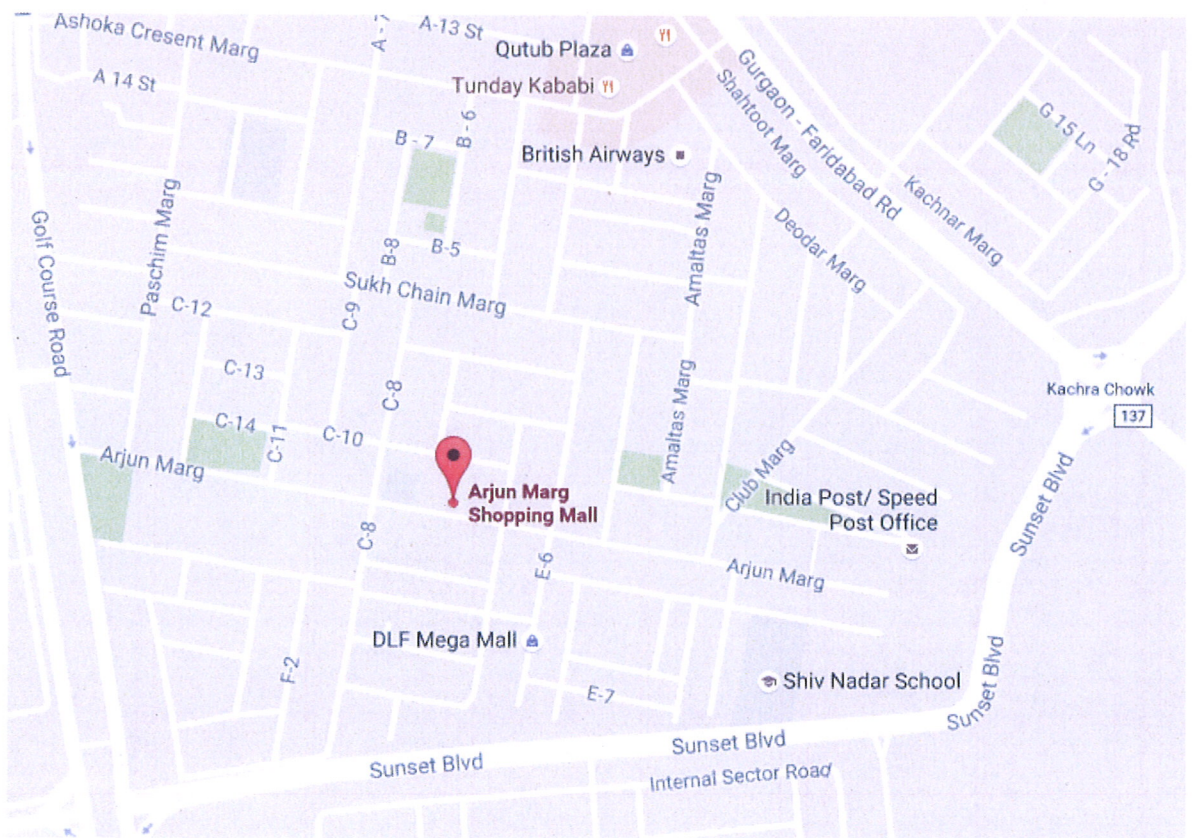 Ashoka Cresent Marg
A-13 St
Qutub Plaza
A 14 St
Tunday Kababi
Gurgaon - Faridabad Rd
Shahtoot Marg
G 15 Ln
G - 18 Rd
B - 7
B - 6
British Airways
Kachnar Marg
Paschim Marg
Amaltas Marg
Deodar Marg
Golf Course Road
B-8
B-5
Sukh Chain Marg
C-12
C-9
C-13
C-8
Amaltas Marg
Kachra Chowk
137
C-14
C-11
C-10
Arjun Marg
Arjun Marg
Shopping Mall
Club Marg
India Post/ Speed
Post Office
Sunset Blvd
C-8
E-6
Arjun Marg
DLF Mega Mall
F-2
E-7
Shiv Nadar School
Sunset Blvd
Sunset Blvd
Sunset Blvd
Internal Sector Road